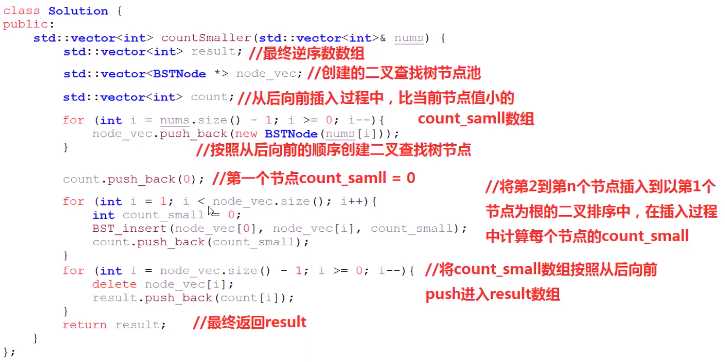 class Solution {
public:
    std::vector<int> countSmaller(std::vector<int>& nums) {
        std::vector<int> result; //最终逆序数数组
        std::vector<BSTNode *> node_vec; //创建的二叉查找树节点池
        std::vector<int> count; //从后向前插入过程中，比当前节点值小的
count_samll数组
        for (int i = nums.size() - 1; i >= 0; i--){
            node_vec.push_back(new BSTNode(nums[i]));
        }
//按照从后向前的顺序创建二叉查找树节点
        count.push_back(0); //第一个节点count_samll = 0
        for (int i = 1; i < node_vec.size(); i++){
            int count_small = 0;
            BST_insert(node_vec[0], node_vec[i], count_small);
            count.push_back(count_small);
        }
//将第2到第n个节点插入到以第1个
节点为根的二叉排序中，在插入过程
中计算每个节点的count_small
        for (int i = node_vec.size() - 1; i >= 0; i--){
            delete node_vec[i];
            result.push_back(count[i]);
        }
//将count_small数组按照从后向前
push进入result数组
        return result; //最终返回result
    }
};